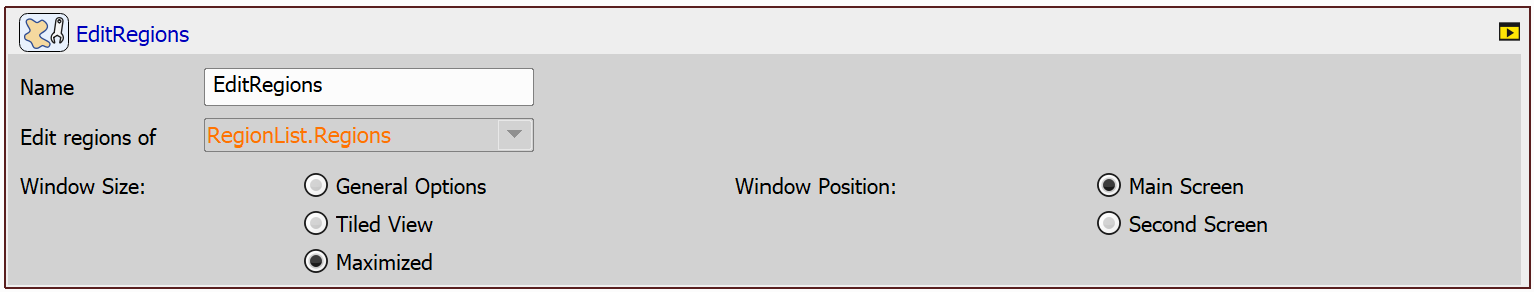 EditRegions
Name EditRegions
Edit regions of RegionList.Regions
Window Size: General Options Window Position: Main Screen
Tiled View Second Screen
Maximized